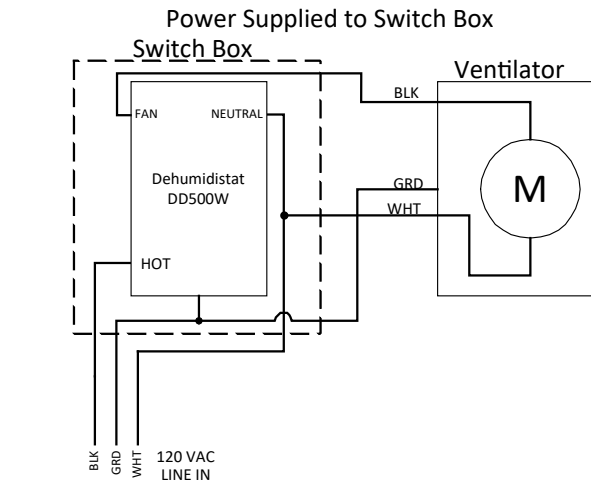 Power Supplied to Switch Box
Switch Box
Ventilator
BLK
FAN
NEUTRAL
Dehumidistat
DD500W
M
GRD
WHT
HOT
BLK
GRD
WHT
120 VAC
LINE IN